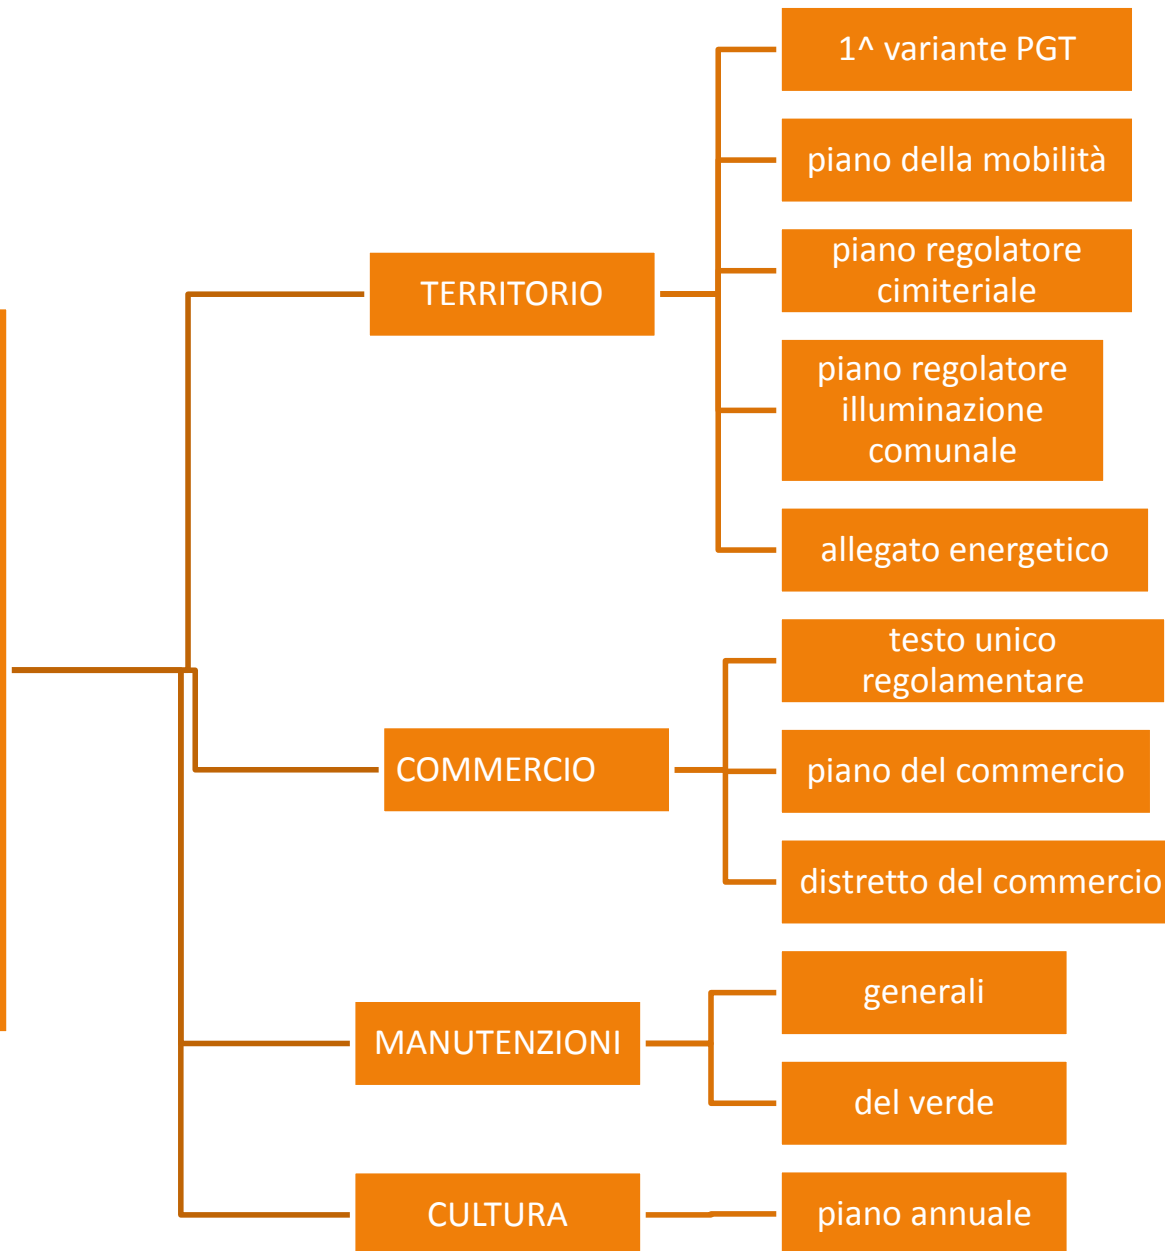 TERRITORIO
1^ variante PGT
piano della mobilità
piano regolatore
cimiteriale
piano regolatore
illuminazione
comunale
allegato energetico
COMMERCIO
testo unico
regolamentare
piano del commercio
distretto del commercio
MANUTENZIONI
generali
del verde
CULTURA
piano annuale